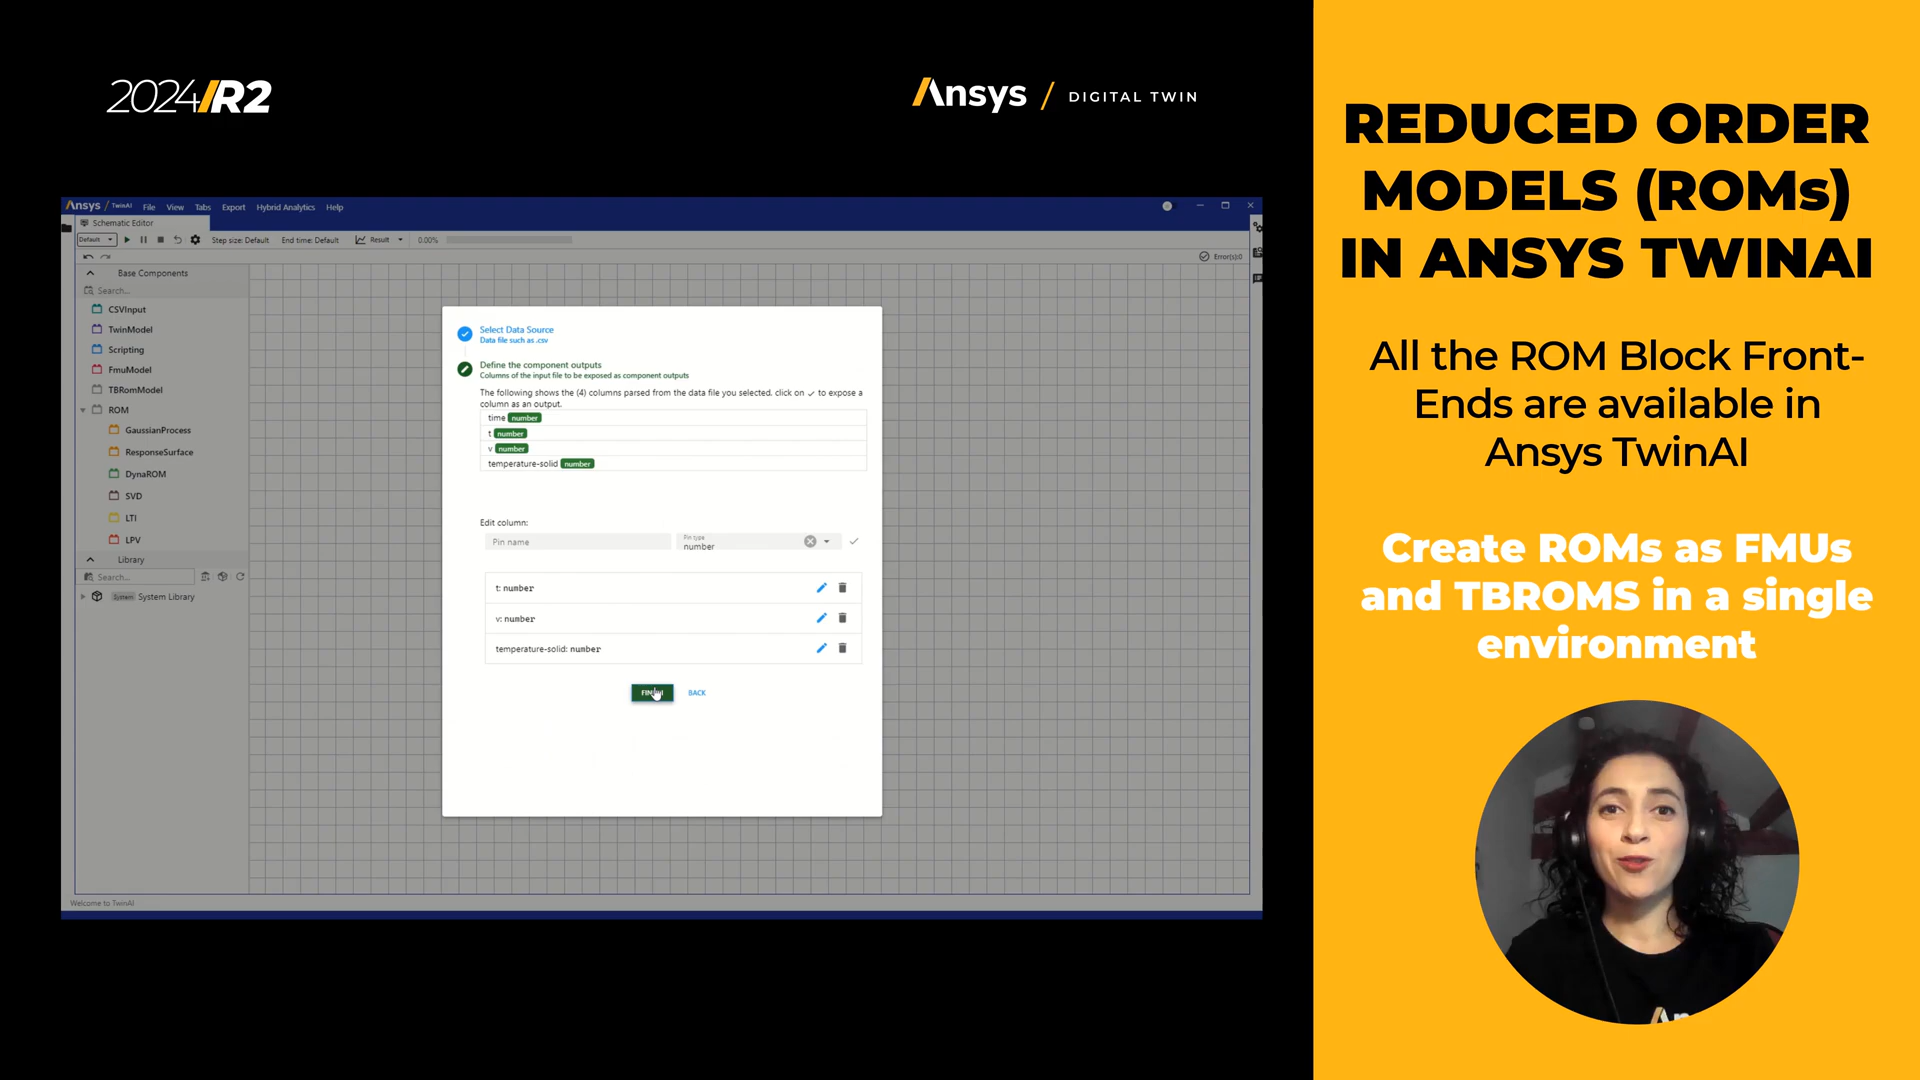 2024/R2
Ansys / DIGITAL TWIN
Ansys / TwinAI File View Tabs Export Hybrid Analytics Help
Schematic Editor
Default Step size: Default End time: Default Result 0.00%
Error(s):0
Base Components
Search...
CSVInput
TwinModel
Scripting
FmuModel
TBRomModel
ROM
GaussianProcess
ResponseSurface
DynaROM
SVD
LTI
LPV
Library
Search...
System System Library
Welcome to TwinAI
Select Data Source
Data file such as .csv
Define the component outputs
Columns of the input file to be exposed as component outputs
The following shows the (4) columns parsed from the data file you selected. click on ✓ to expose a
column as an output.
time number
t number
v number
temperature-solid number
Edit column:
Pin name
Pin type
number
t: number
v: number
temperature-solid: number
BACK
REDUCED ORDER
MODELS (ROMs)
IN ANSYS TWINAI
All the ROM Block Front-
Ends are available in
Ansys TwinAI
Create ROMs as FMUs
and TBROMS in a single
environment